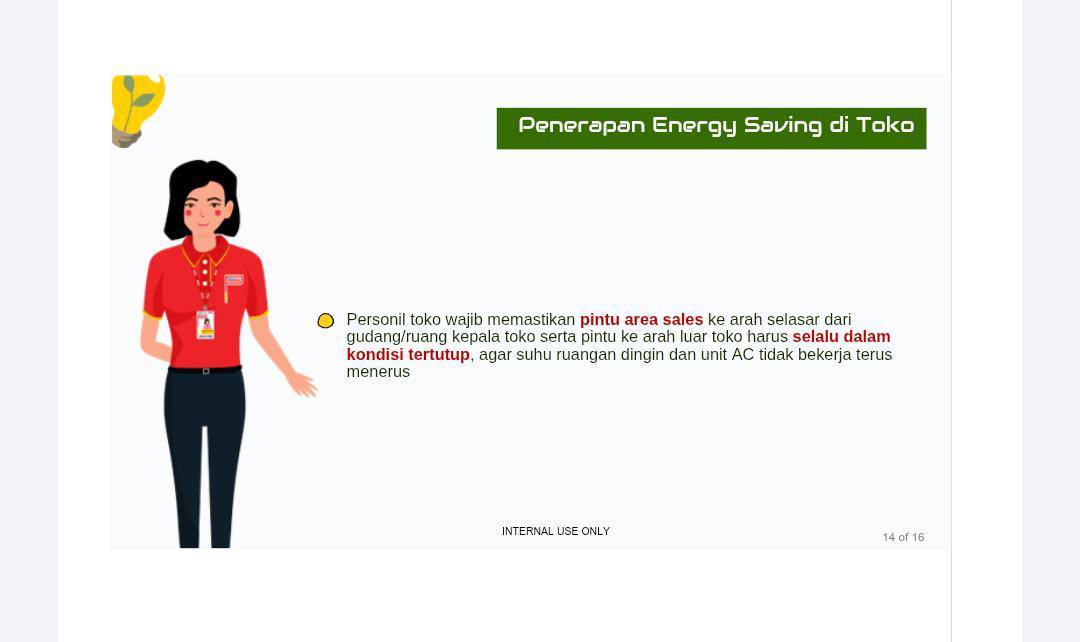 Penerapan Energy Saving di Toko
Personil toko wajib memastikan pintu area sales ke arah selasar dari
gudang/ruang kepala toko serta pintu ke arah luar toko harus selalu dalam
kondisi tertutup, agar suhu ruangan dingin dan unit AC tidak bekerja terus
menerus
INTERNAL USE ONLY
14 of 16